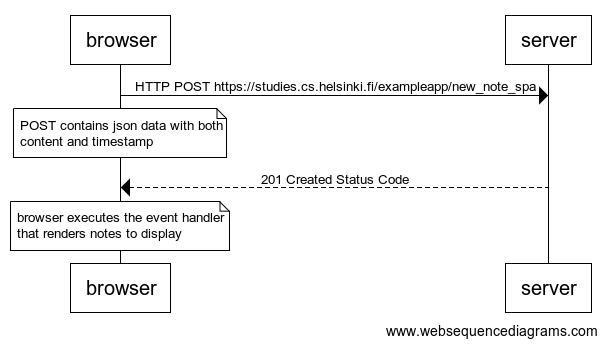 browser
server
HTTP POST https://studies.cs.helsinki.fi/exampleapp/new_note_spa
POST contains json data with both
content and timestamp
201 Created Status Code
browser executes the event handler
that renders notes to display
browser
server
www.websequencediagrams.com